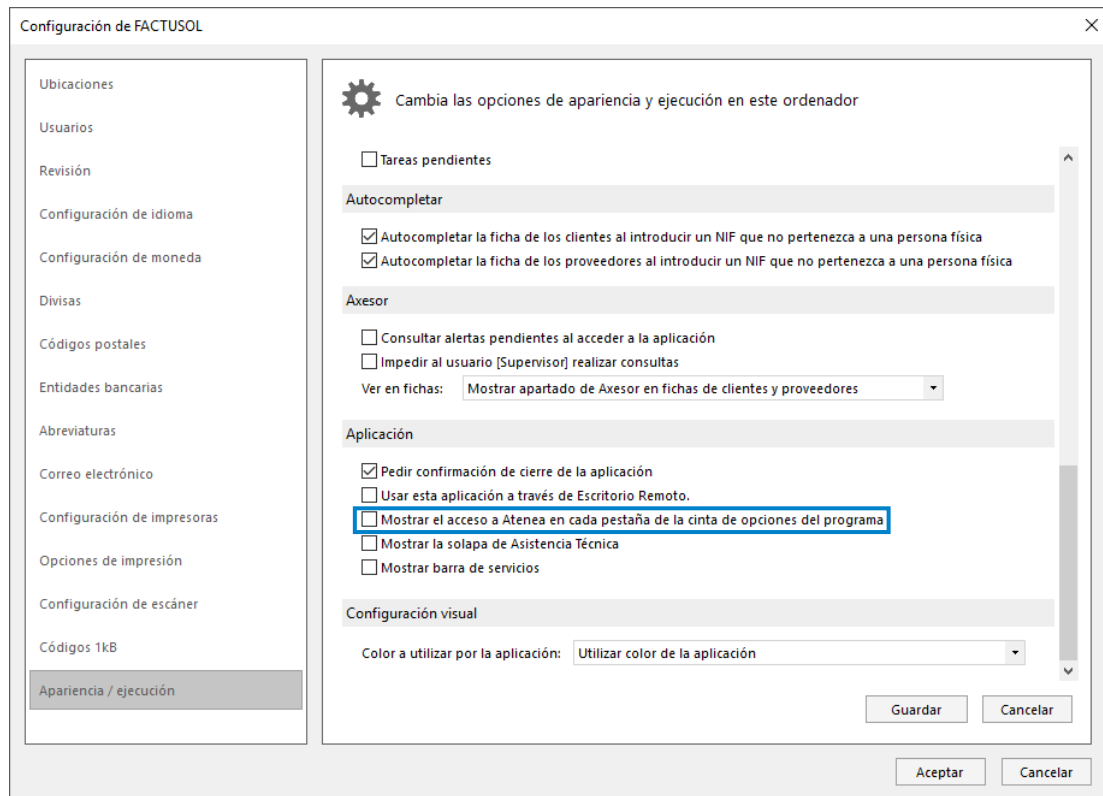 Configuración de FACTUSOL
Ubicaciones
Usuarios
Revisión
Configuración de idioma
Configuración de moneda
Divisas
Códigos postales
Entidades bancarias
Abreviaturas
Correo electrónico
Configuración de impresoras
Opciones de impresión
Configuración de escáner
Códigos 1kB
Apariencia / ejecución
Cambia las opciones de apariencia y ejecución en este ordenador
Tareas pendientes
Autocompletar
Autocompletar la ficha de los clientes al introducir un NIF que no pertenezca a una persona física
Autocompletar la ficha de los proveedores al introducir un NIF que no pertenezca a una persona física
Axesor
Consultar alertas pendientes al acceder a la aplicación
Impedir al usuario [Supervisor] realizar consultas
Ver en fichas: Mostrar apartado de Axesor en fichas de clientes y proveedores
Aplicación
Pedir confirmación de cierre de la aplicación
Usar esta aplicación a través de Escritorio Remoto.
Mostrar el acceso a Atenea en cada pestaña de la cinta de opciones del programa
Mostrar la solapa de Asistencia Técnica
Mostrar barra de servicios
Configuración visual
Color a utilizar por la aplicación: Utilizar color de la aplicación
Guardar Cancelar
Aceptar Cancelar